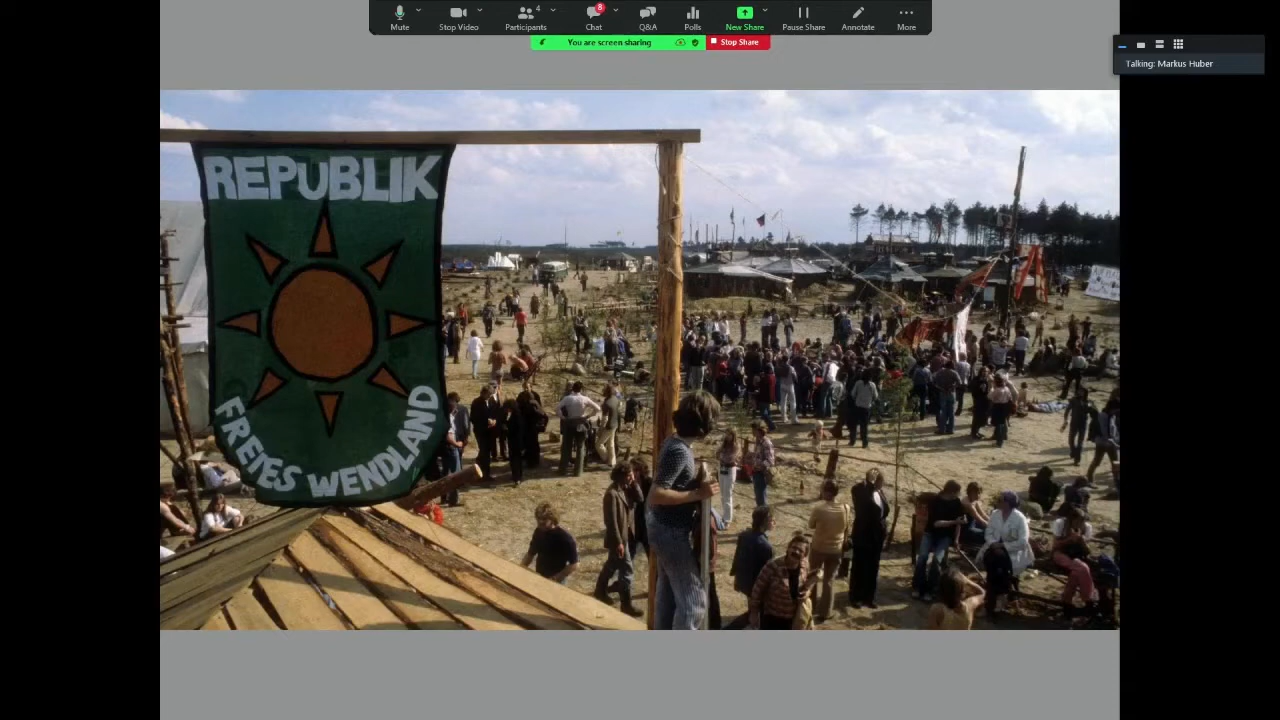 4
8
Mute
Stop Video
Participants
Chat
Q&A
Polls
New Share
Pause Share
Annotate
More
You are screen sharing
Stop Share
Talking: Markus Huber
REPUBLIK
FREIES WENDLAND